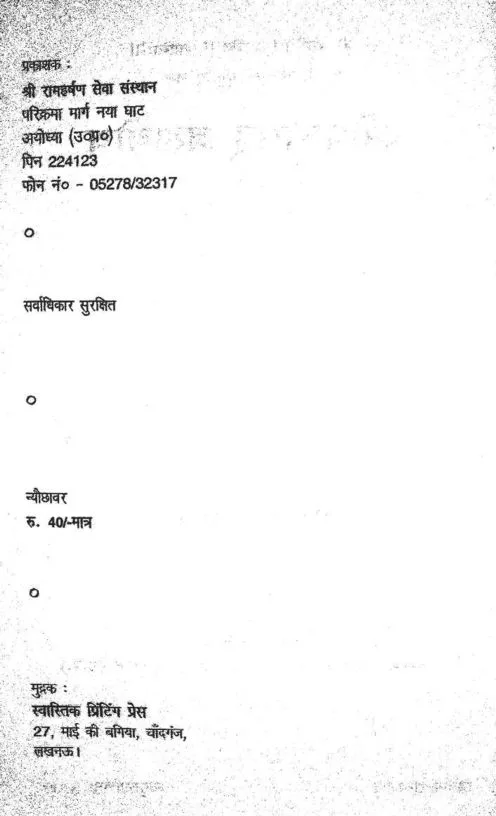 प्रकाशक :
श्री रामहर्षण सेवा संस्थान
परिक्रमा मार्ग नया घाट
अयोध्या (उ०प्र०)
पिन 224123
फोन नं० - 05278/32317
सर्वाधिकार सुरक्षित
न्यौछावर
रु. 40/-मात्र
मुद्रक :
स्वास्तिक प्रिंटिंग प्रेस
27, माई की बगिया, चाँदगंज,
लखनऊ।